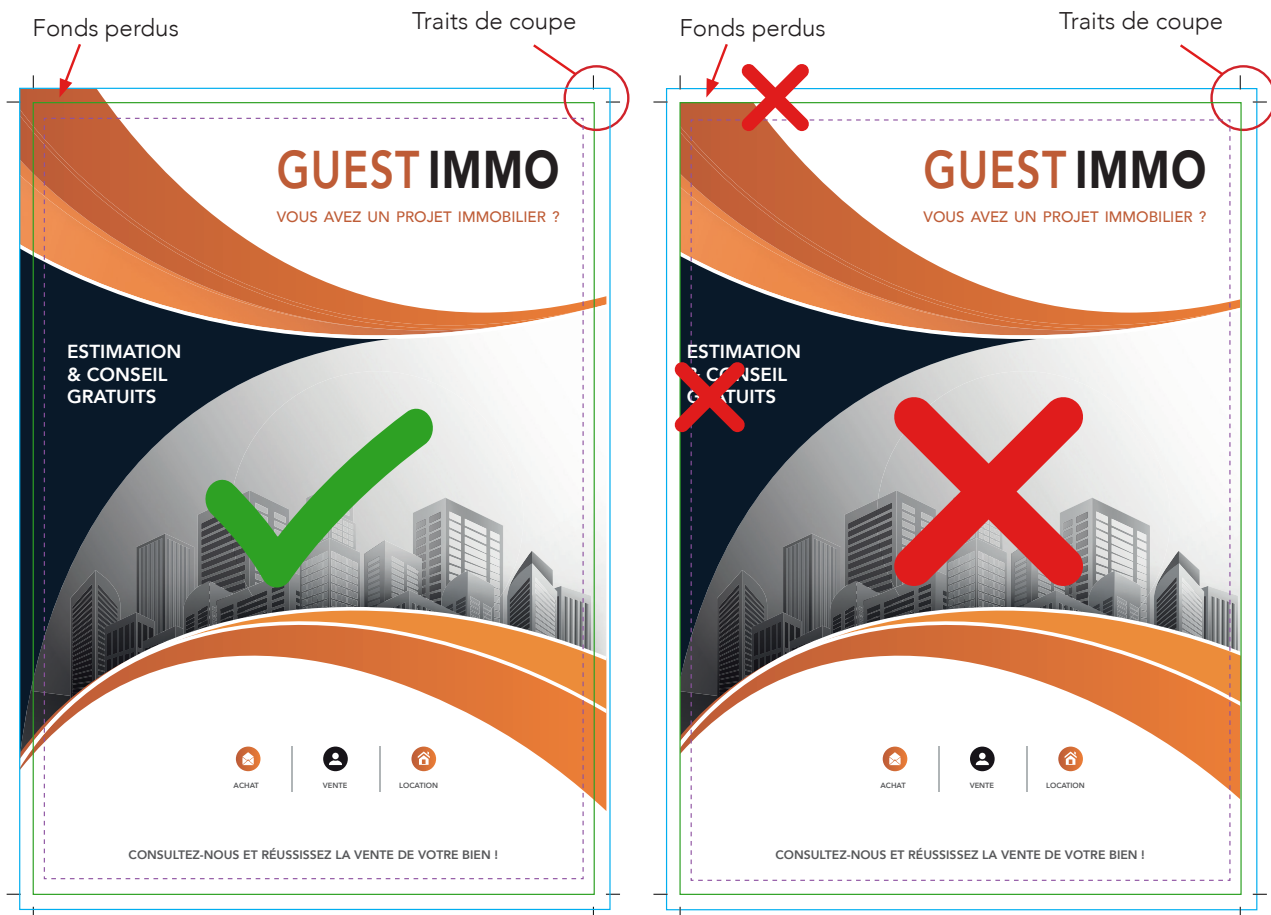 Fonds perdus
Traits de coupe
GUEST IMMO
VOUS AVEZ UN PROJET IMMOBILIER ?
ESTIMATION
& CONSEIL
GRATUITS
ACHAT
VENTE
LOCATION
CONSULTEZ-NOUS ET RÉUSSISSEZ LA VENTE DE VOTRE BIEN !
Fonds perdus
Traits de coupe
GUEST IMMO
VOUS AVEZ UN PROJET IMMOBILIER ?
ESTIMATION
& CONSEIL
GRATUITS
ACHAT
VENTE
LOCATION
CONSULTEZ-NOUS ET RÉUSSISSEZ LA VENTE DE VOTRE BIEN !